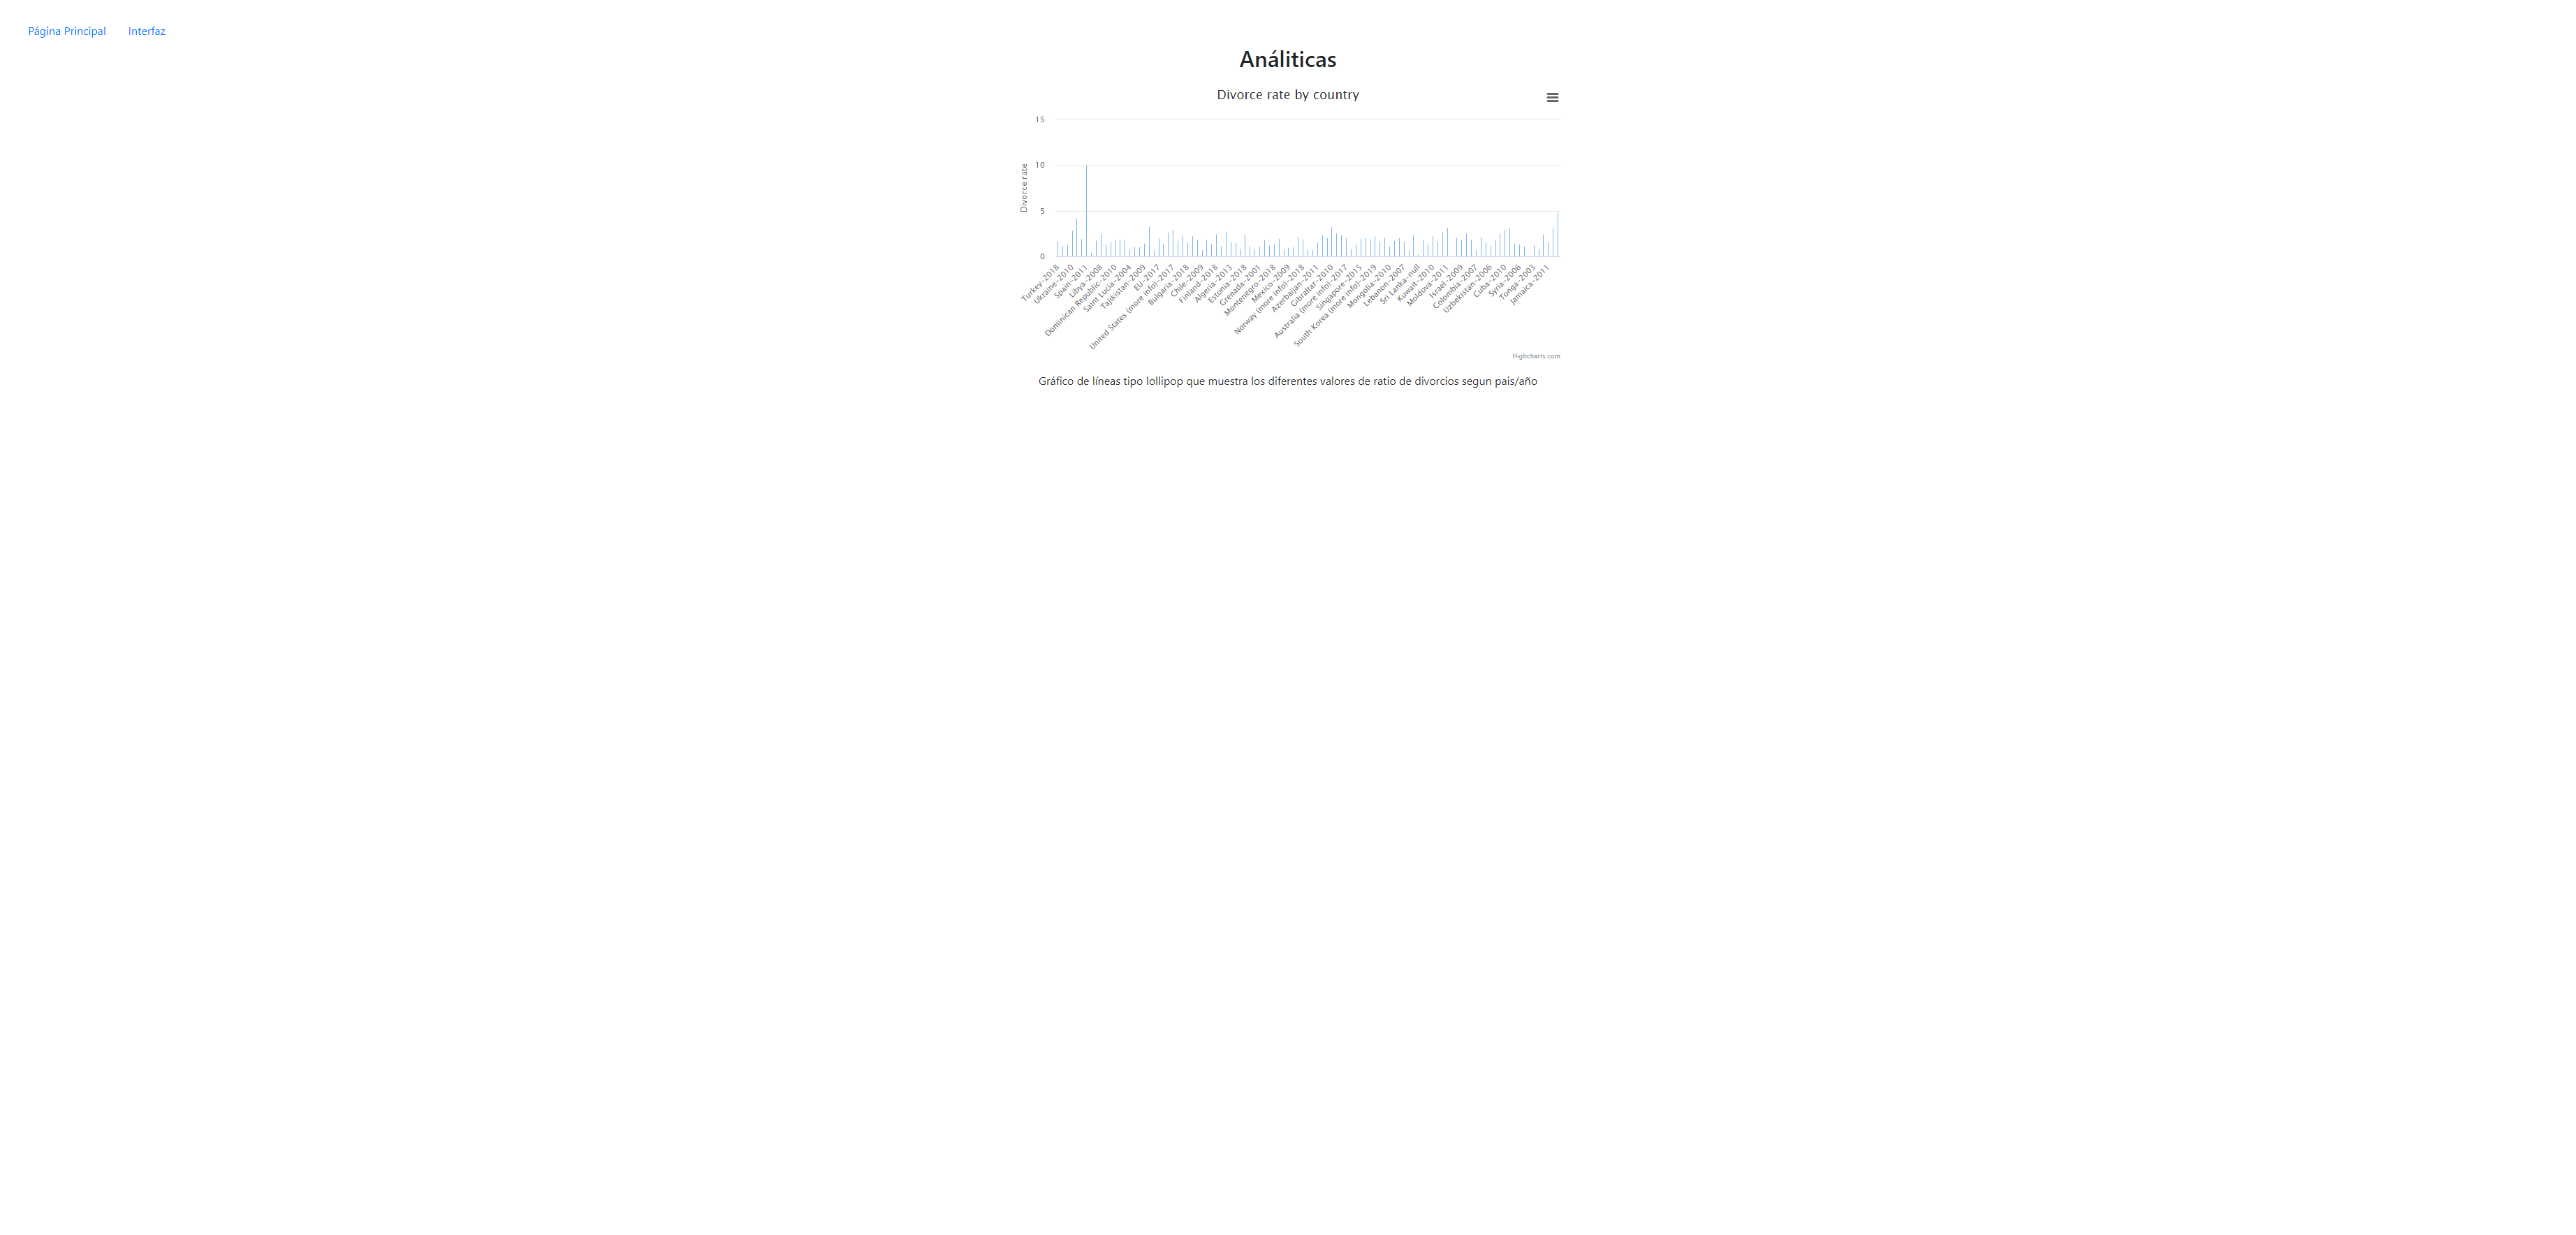 Página Principal Interfaz
Análiticas
Divorce rate by country
15
10
5
0
Divorce rate
Turkey-2018
Ukraine-2010
Spain-2011
Libya-2008
Dominican Republic-2010
Saint Lucia-2004
Tajikistan-2009
EU-2017
United States (more info)-2017
Bulgaria-2018
Chile-2009
Finland-2018
Algeria-2013
Estonia-2018
Grenada-2001
Montenegro-2018
Mexico-2009
Norway (more info)-2018
Azerbaijan-2011
Gibraltar-2010
Australia (more info)-2017
Singapore-2015
South Korea (more info)-2019
Mongolia-2010
Lebanon-2007
Sri Lanka-null
Kuwait-2010
Moldova-2011
Israel-2009
Colombia-2007
Uzbekistan-2006
Cuba-2010
Syria-2006
Tonga-2003
Jamaica-2011
Highcharts.com
Gráfico de líneas tipo lollipop que muestra los diferentes valores de ratio de divorcios segun pais/año